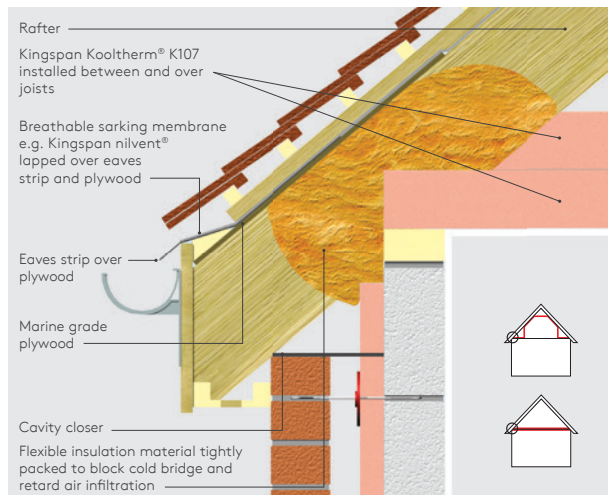 Rafter
Kingspan Kooltherm® K107
installed between and over
joists
Breathable sarking membrane
e.g. Kingspan nilvent®
lapped over eaves
strip and plywood
Eaves strip over
plywood
Marine grade
plywood
Cavity closer
Flexible insulation material tightly
packed to block cold bridge and
retard air infiltration